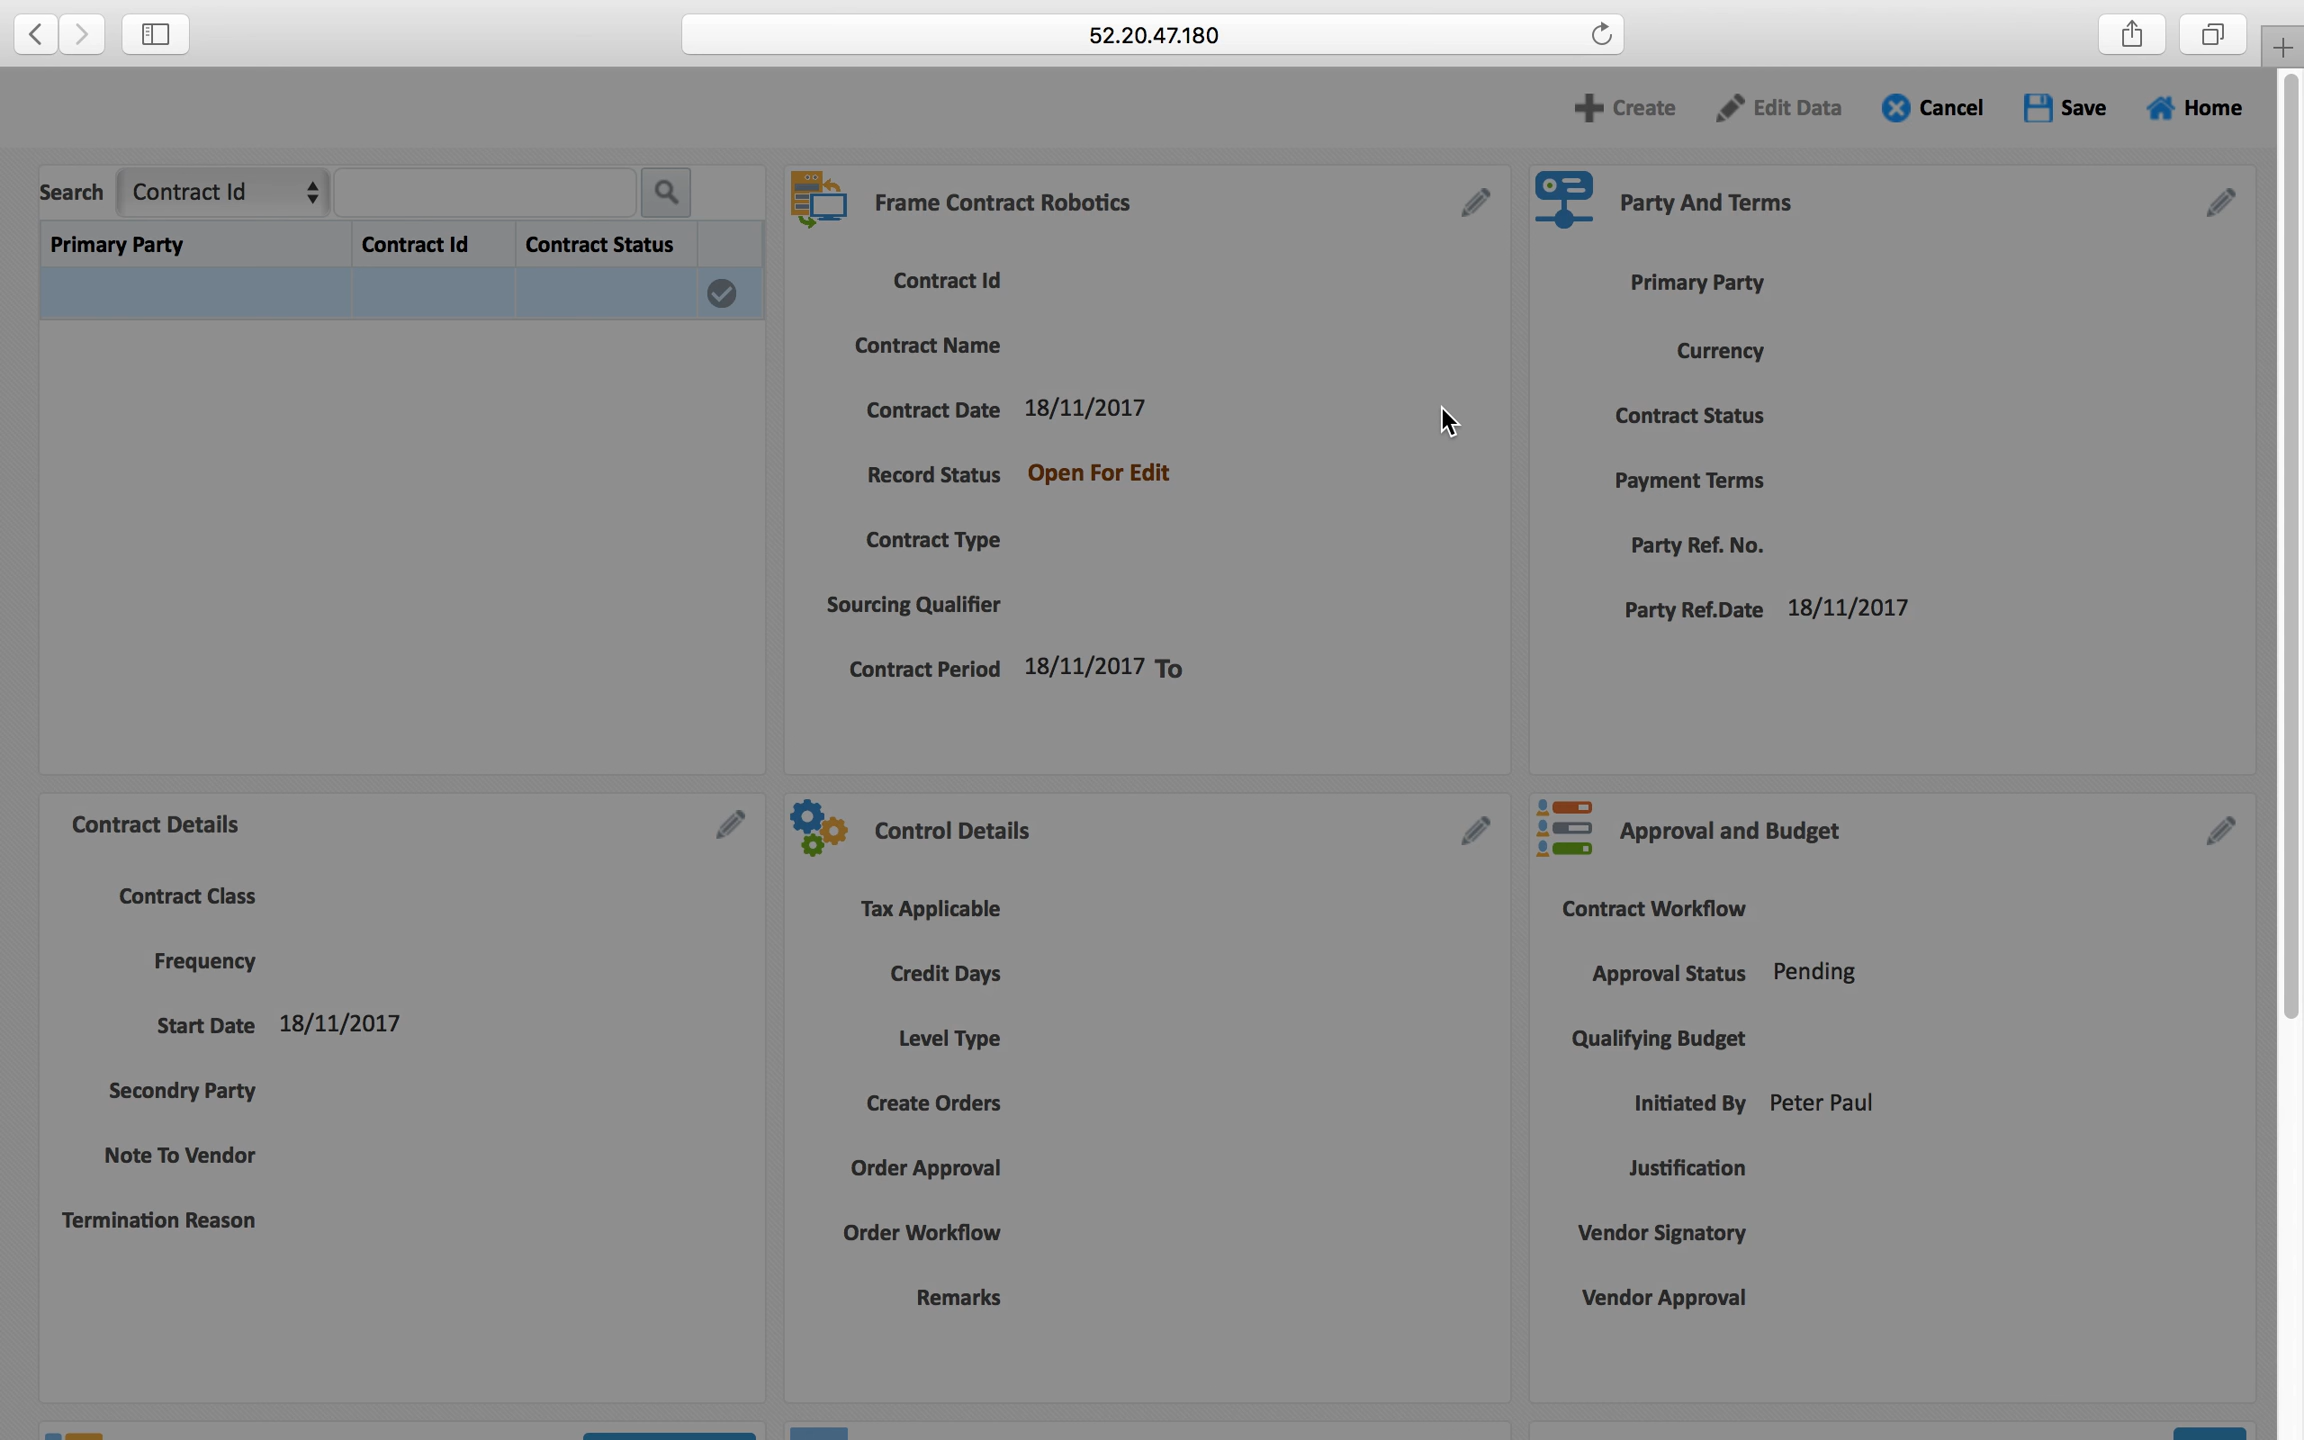 52.20.47.180
Create Edit Data Cancel Save Home
Search Contract Id
Primary Party Contract Id Contract Status
Frame Contract Robotics
Contract Id
Contract Name
Contract Date 18/11/2017
Record Status Open For Edit
Contract Type
Sourcing Qualifier
Contract Period 18/11/2017 To
Party And Terms
Primary Party
Currency
Contract Status
Payment Terms
Party Ref. No.
Party Ref.Date 18/11/2017
Contract Details
Contract Class
Frequency
Start Date 18/11/2017
Secondry Party
Note To Vendor
Termination Reason
Control Details
Tax Applicable
Credit Days
Level Type
Create Orders
Order Approval
Order Workflow
Remarks
Approval and Budget
Contract Workflow
Approval Status Pending
Qualifying Budget
Initiated By Peter Paul
Justification
Vendor Signatory
Vendor Approval